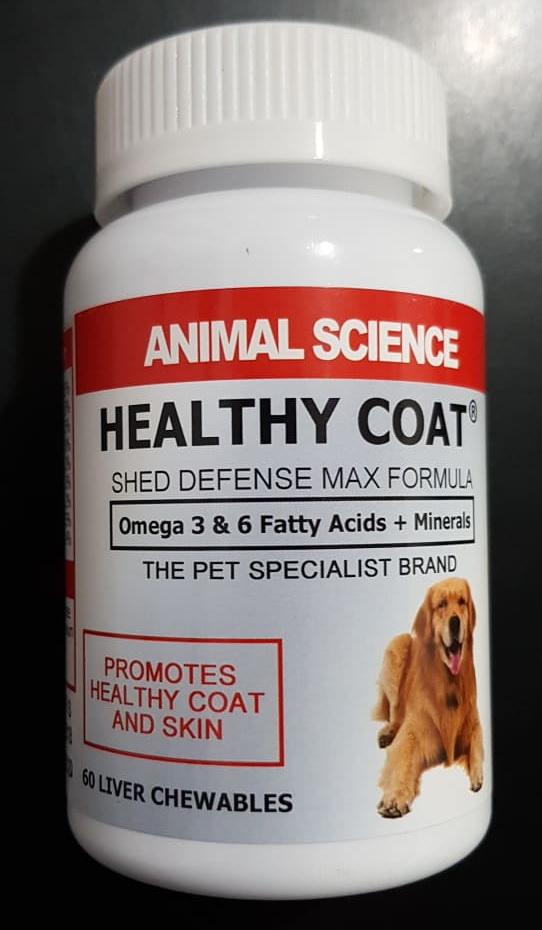 ANIMAL SCIENCE
HEALTHY COAT®
SHED DEFENSE MAX FORMULA
Omega 3 & 6 Fatty Acids + Minerals
THE PET SPECIALIST BRAND
PROMOTES
HEALTHY COAT
AND SKIN
60 LIVER CHEWABLES